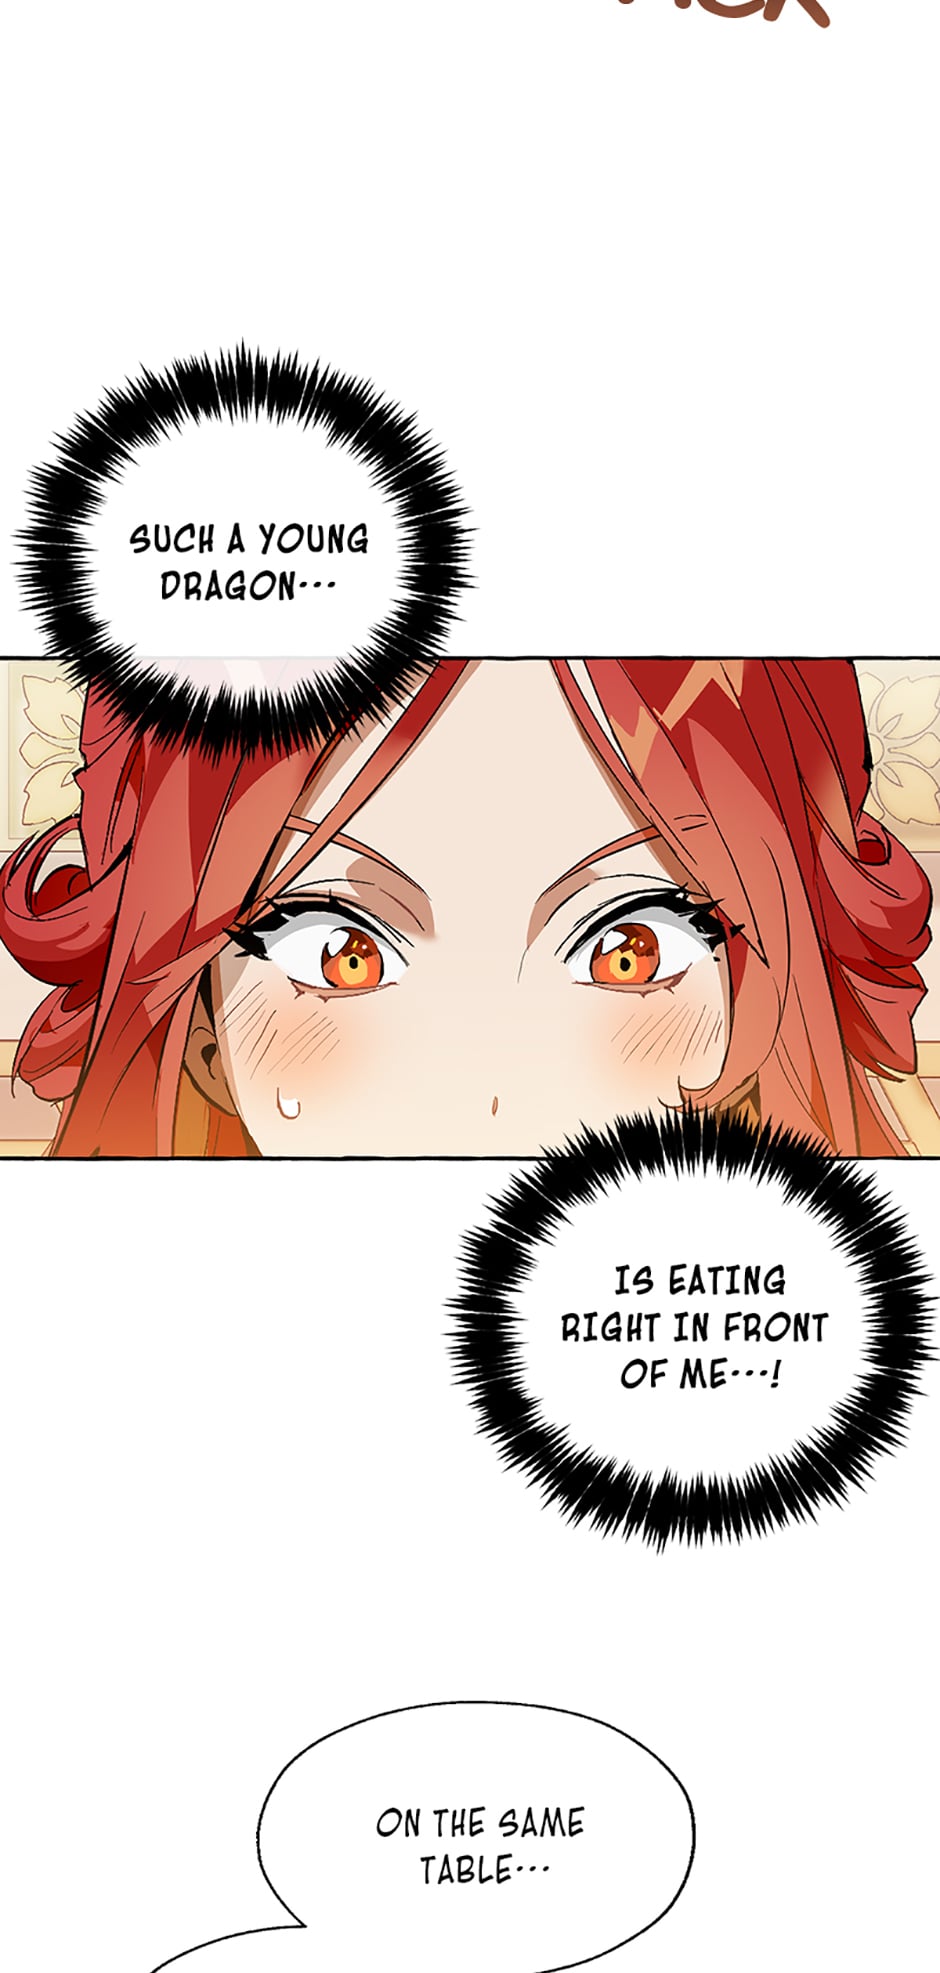 SUCH A YOUNG
DRAGON...
IS EATING
RIGHT IN FRONT
OF ME...!
ON THE SAME
TABLE...